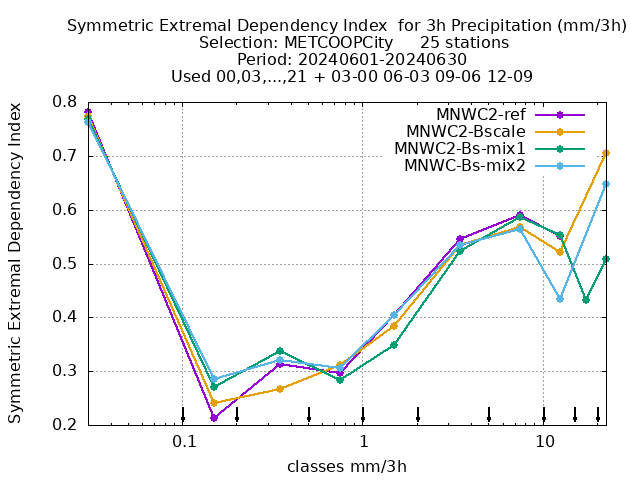 Symmetric Extremal Dependency Index  for 3h Precipitation (mm/3h)
Selection: METCOOPCity     25 stations
Period: 20240601-20240630
Used 00,03,...,21 + 03-00 06-03 09-06 12-09
Symmetric Extremal Dependency Index
0.8
0.7
0.6
0.5
0.4
0.3
0.2
MNWC2-ref
MNWC2-Bscale
MNWC2-Bs-mix1
MNWC-Bs-mix2
0.1 1 10
classes mm/3h